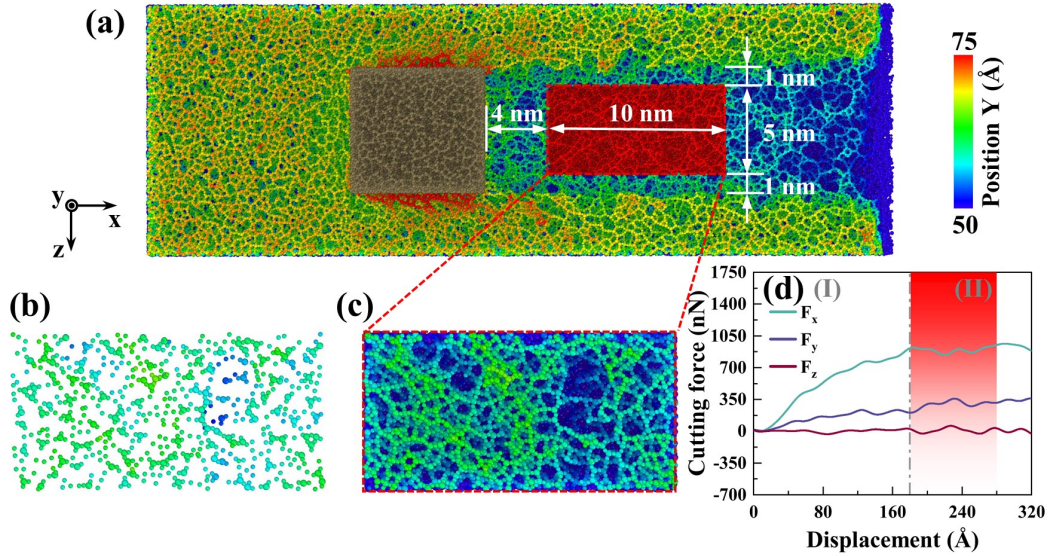 (a)
75
Position Y (Å)
50
1 nm
4 nm
10 nm
5 nm
1 nm
y
x
z
(b)
(c)
(d)
(I)
(II)
Fx
Fy
Fz
Cutting force (nN)
1750
1400
1050
700
350
0
-350
-700
0
80
160
240
320
Displacement (Å)